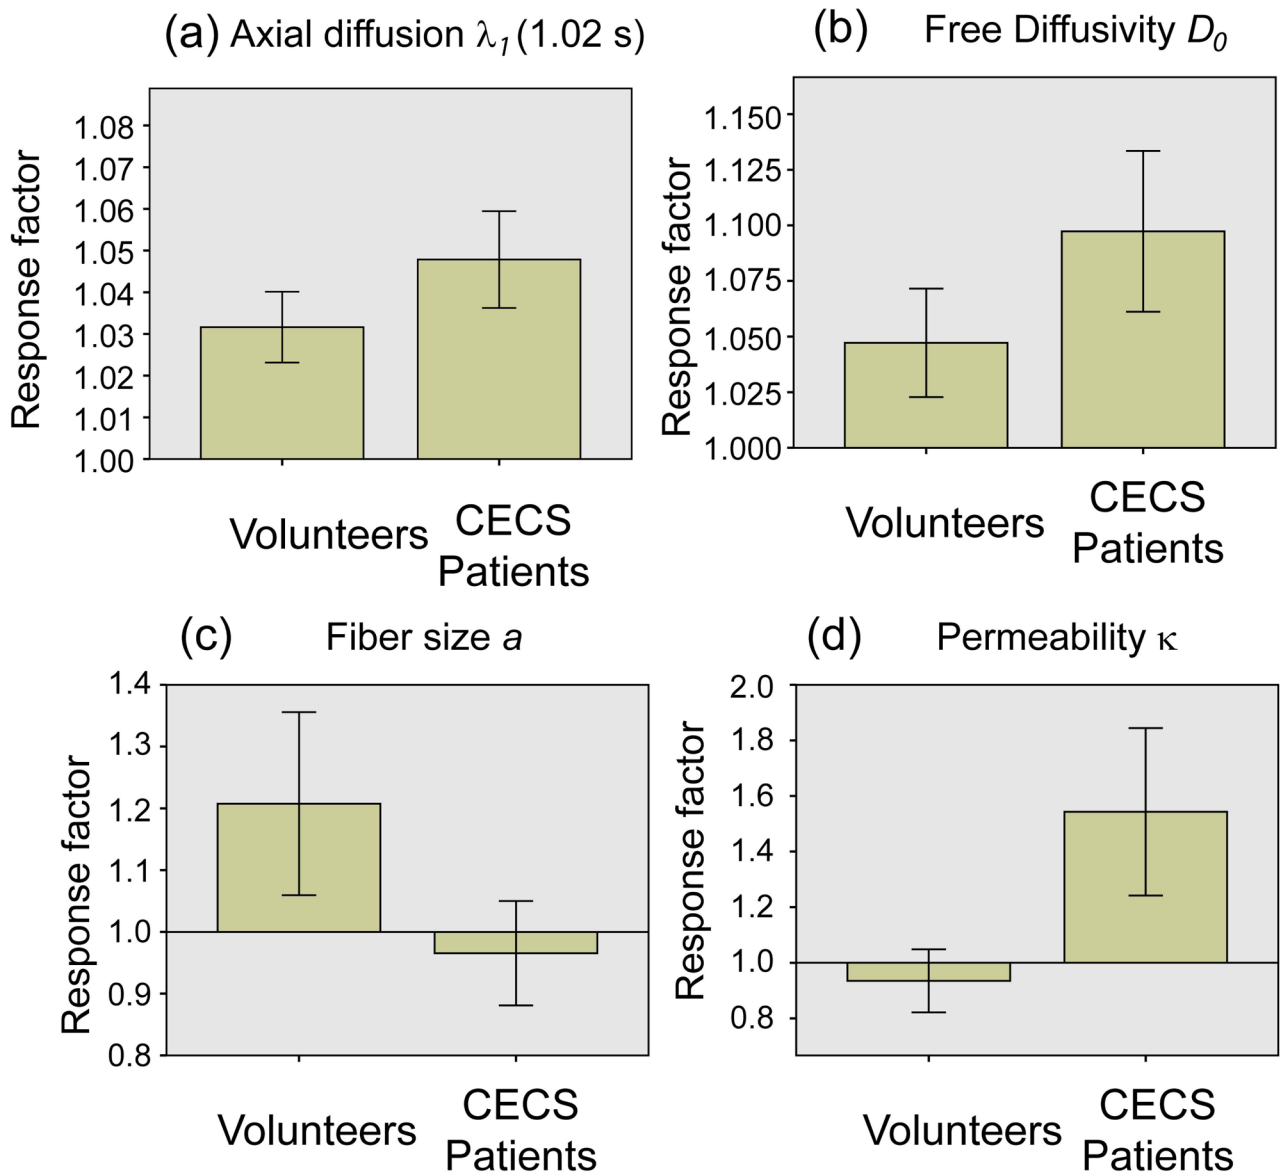 (a) Axial diffusion λ1 (1.02 s)
Response factor
1.08
1.07
1.06
1.05
1.04
1.03
1.02
1.01
1.00
Volunteers
CECS
Patients
(b) Free Diffusivity D0
Response factor
1.150
1.125
1.100
1.075
1.050
1.025
1.000
Volunteers
CECS
Patients
(c) Fiber size a
Response factor
1.4
1.3
1.2
1.1
1.0
0.9
0.8
Volunteers
CECS
Patients
(d) Permeability κ
Response factor
2.0
1.8
1.6
1.4
1.2
1.0
0.8
Volunteers
CECS
Patients